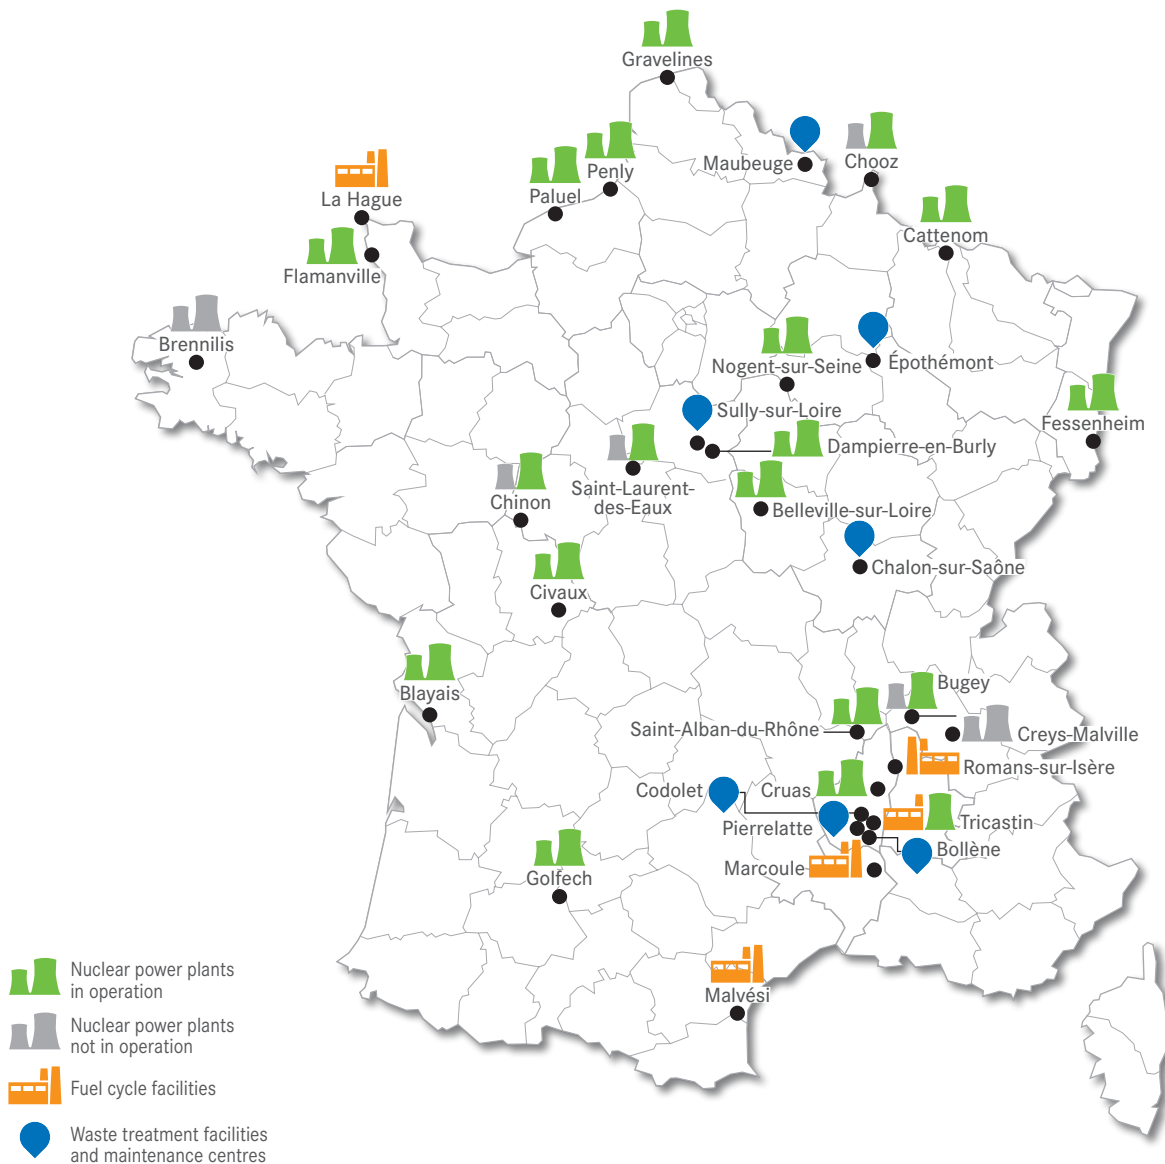 Gravelines
Maubeuge
Chooz
Penly
Paluel
La Hague
Cattenom
Flamanville
Brennilis
Nogent-sur-Seine
Épothémont
Sully-sur-Loire
Fessenheim
Dampierre-en-Burly
Saint-Laurent-
des-Eaux
Chinon
Belleville-sur-Loire
Chalon-sur-Saône
Civaux
Blayais
Bugey
Saint-Alban-du-Rhône
Creys-Malville
Romans-sur-Isère
Codolet
Cruas
Pierrelatte
Tricastin
Bollène
Marcoule
Golfech
Malvési
Nuclear power plants
in operation
Nuclear power plants
not in operation
Fuel cycle facilities
Waste treatment facilities
and maintenance centres